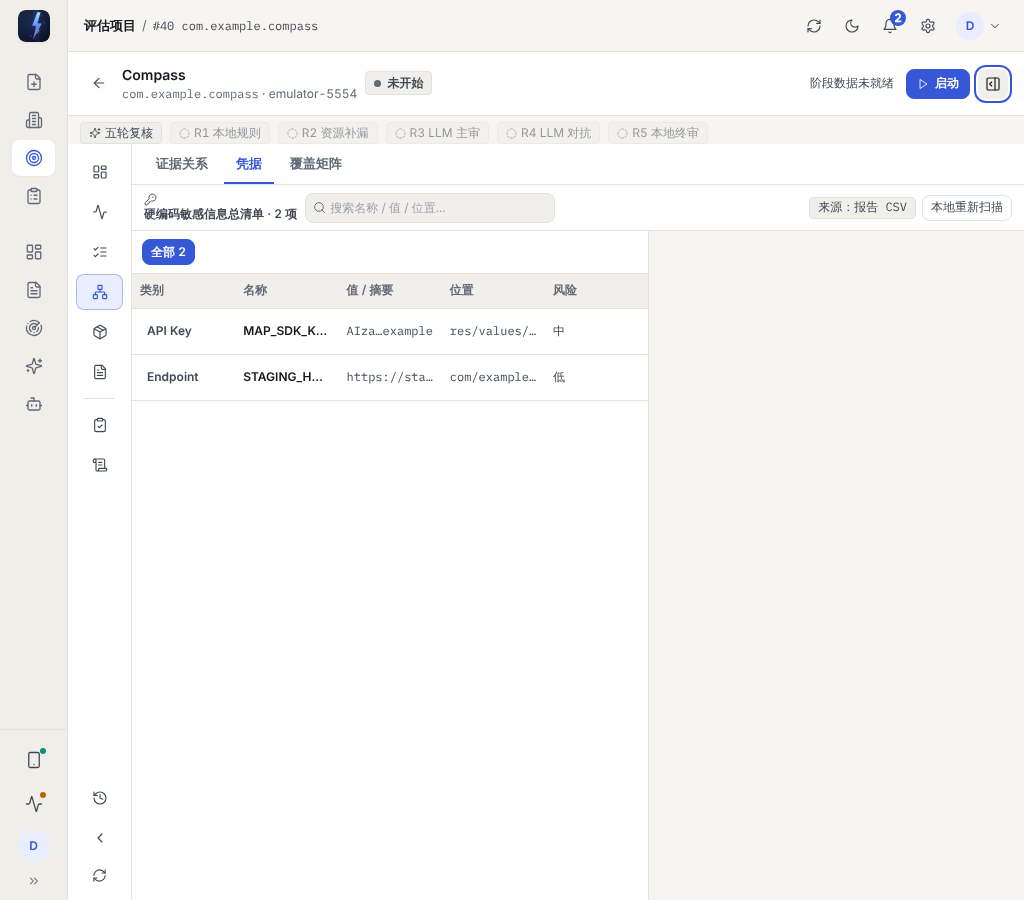 评估项目 / #40 com.example.compass
2
D
Compass
com.example.compass · emulator-5554
未开始
阶段数据未就绪
启动
五轮复核
R1 本地规则
R2 资源补漏
R3 LLM 主审
R4 LLM 对抗
R5 本地终审
证据关系
凭据
覆盖矩阵
硬编码敏感信息总清单 · 2 项
搜索名称 / 值 / 位置…
来源：报告 CSV
本地重新扫描
全部 2
类别 名称 值 / 摘要 位置 风险
API Key MAP_SDK_K… AIza…example res/values/… 中
Endpoint STAGING_H… https://sta… com/example… 低
D